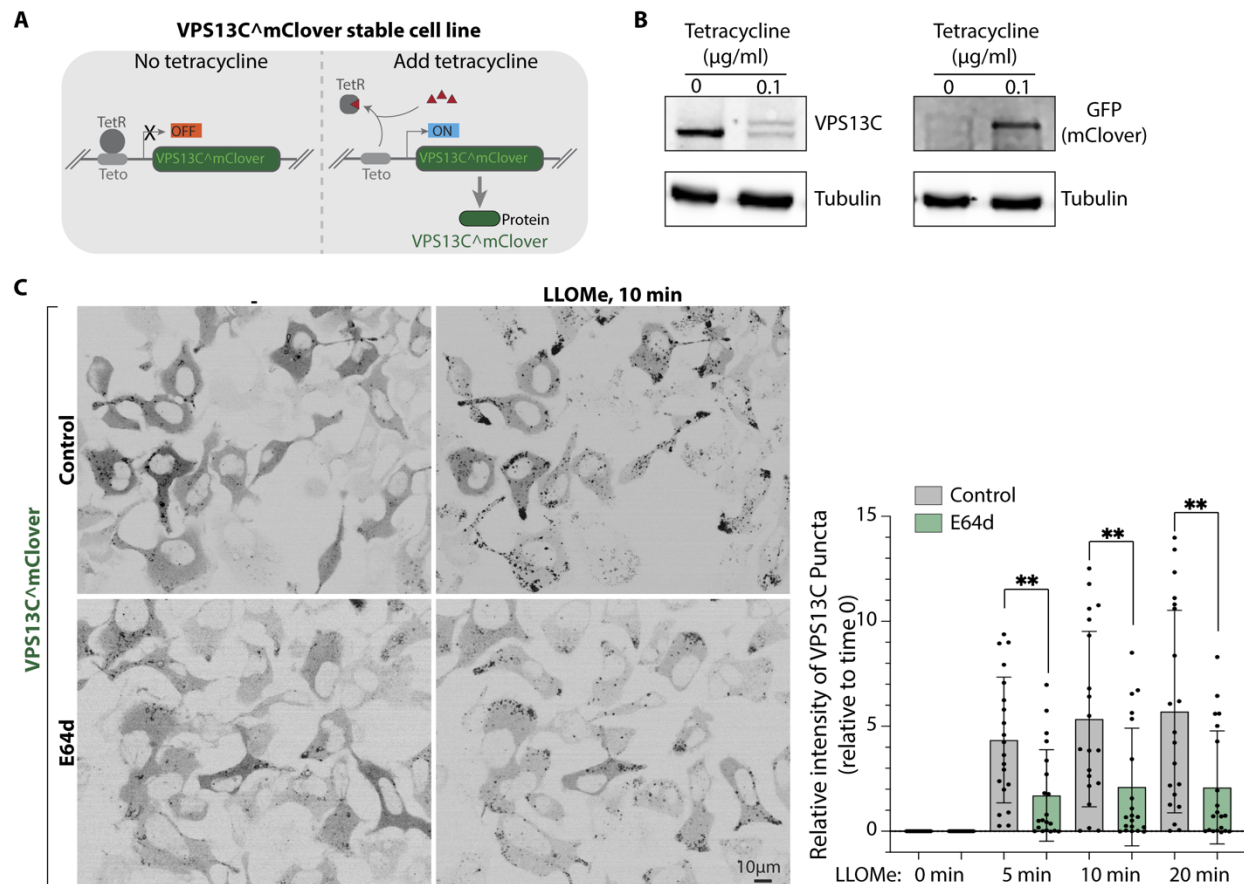 A
VPS13C^mClover stable cell line
No tetracycline
Add tetracycline
TetR
TetR
X
OFF
ON
VPS13C^mClover
VPS13C^mClover
Teto
Teto
Protein
VPS13C^mClover
B
Tetracycline
(µg/ml)
0 0.1
VPS13C
Tubulin
Tetracycline
(µg/ml)
0 0.1
GFP
(mClover)
Tubulin
C
- LLOMe, 10 min
VPS13C^mClover
Control
E64d
10µm
Control
E64d
Relative intensity of VPS13C Puncta
(relative to time 0)
15
10
5
0
** ** **
LLOMe: 0 min 5 min 10 min 20 min